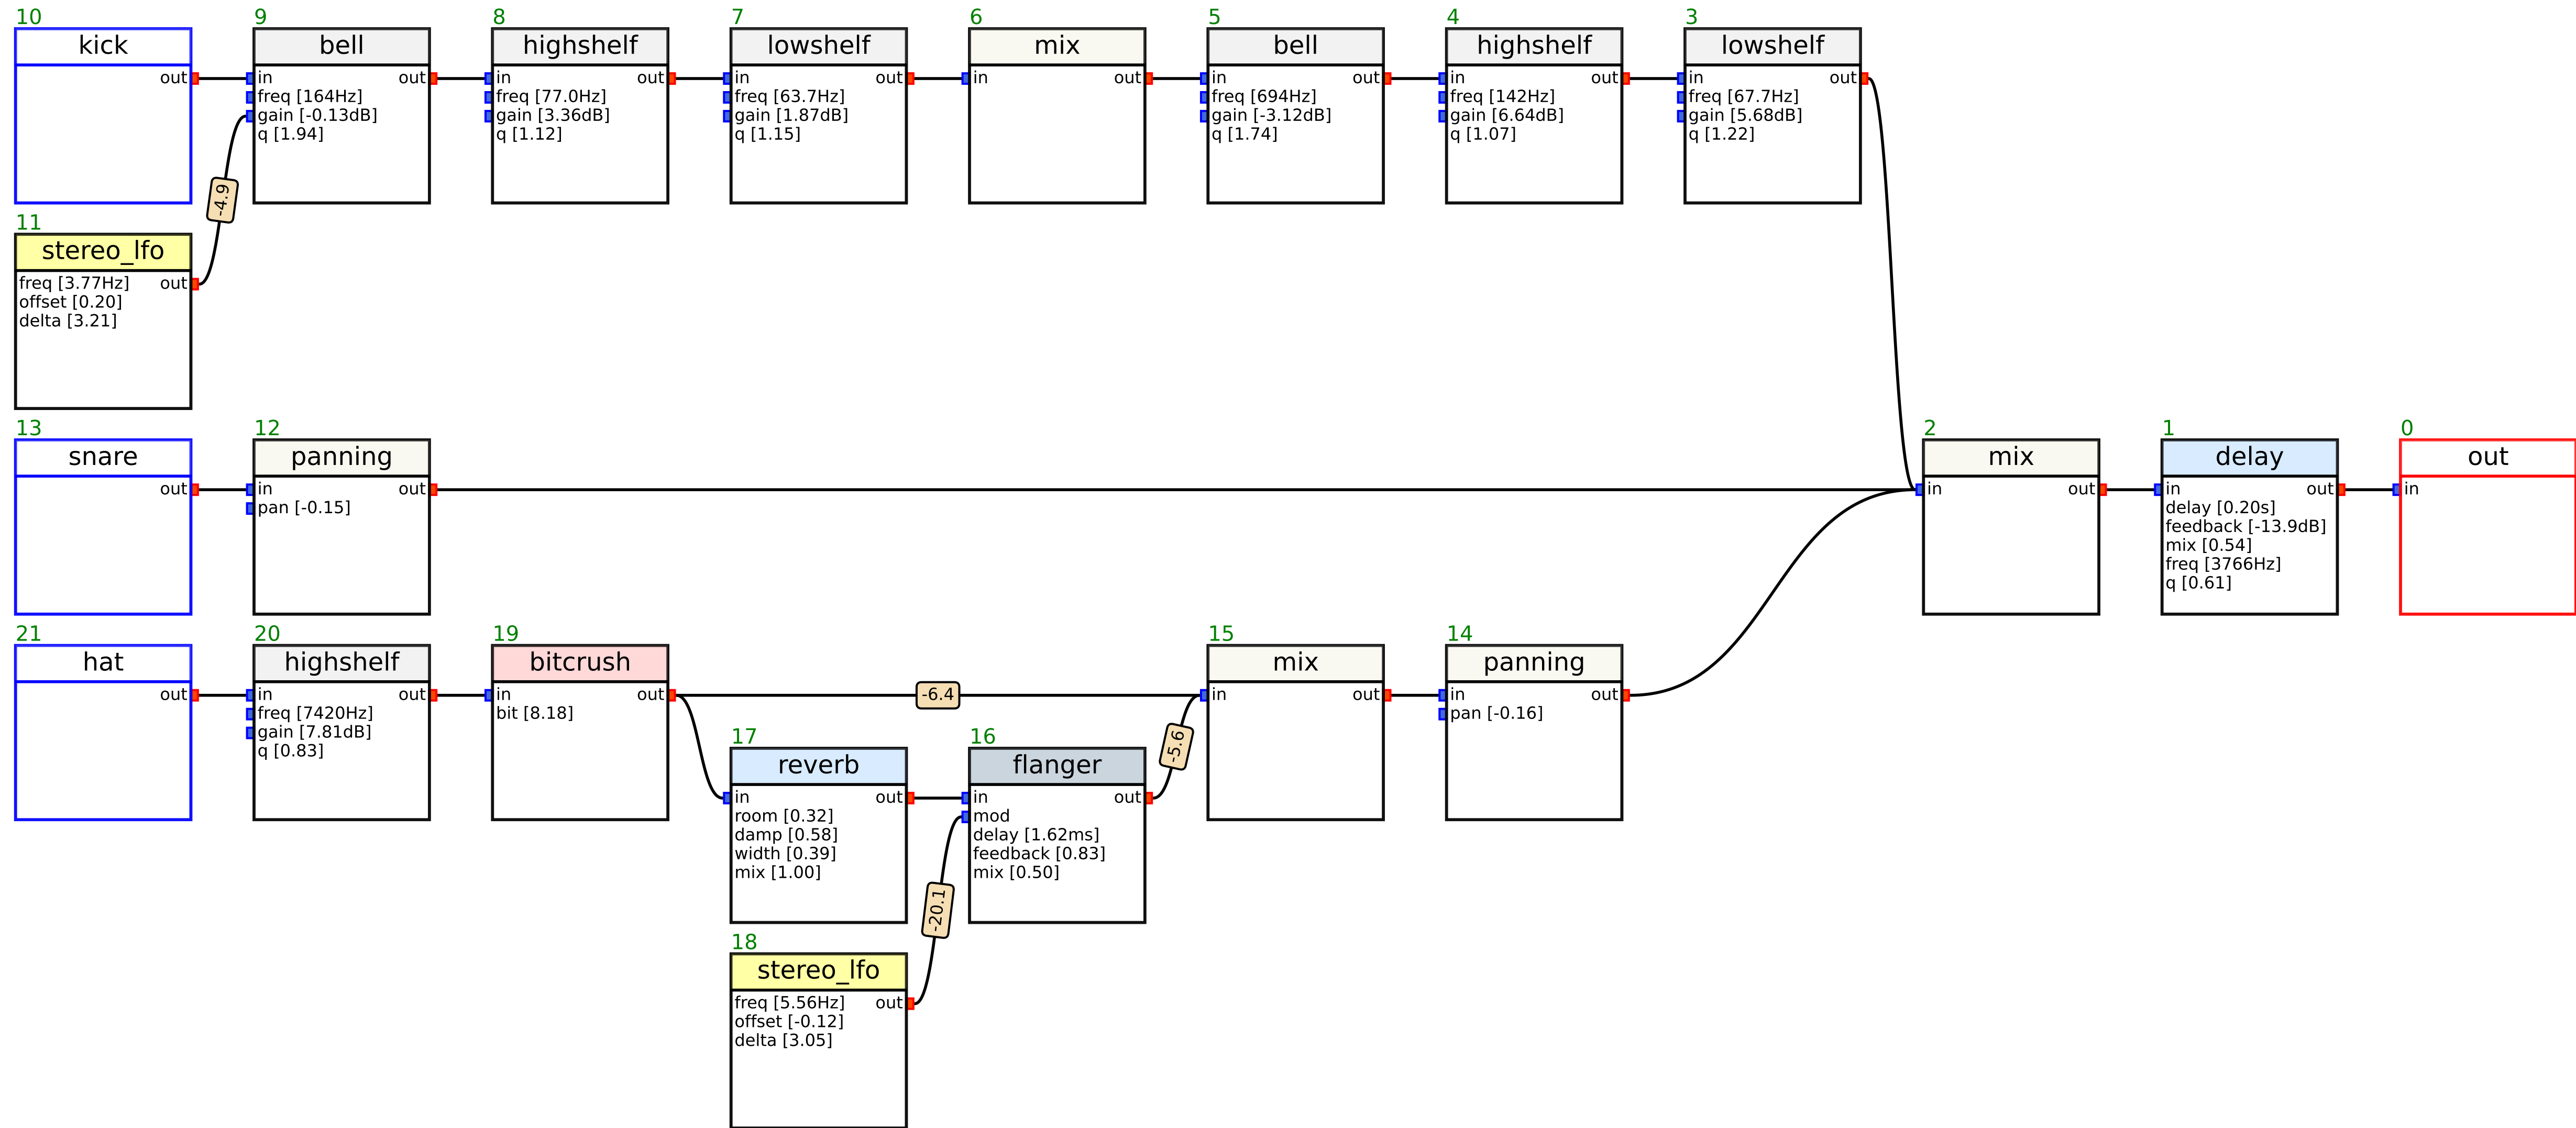 10
kick
out
9
bell
in out
freq [164Hz]
gain [-0.13dB]
q [1.94]
8
highshelf
in out
freq [77.0Hz]
gain [3.36dB]
q [1.12]
7
lowshelf
in out
freq [63.7Hz]
gain [1.87dB]
q [1.15]
6
mix
in out
5
bell
in out
freq [694Hz]
gain [-3.12dB]
q [1.74]
4
highshelf
in out
freq [142Hz]
gain [6.64dB]
q [1.07]
3
lowshelf
in out
freq [67.7Hz]
gain [5.68dB]
q [1.22]
-4.9
11
stereo_lfo
freq [3.77Hz] out
offset [0.20]
delta [3.21]
13
snare
out
12
panning
in out
pan [-0.15]
2
mix
in out
1
delay
in out
delay [0.20s]
feedback [-13.9dB]
mix [0.54]
freq [3766Hz]
q [0.61]
0
out
in
21
hat
out
20
highshelf
in out
freq [7420Hz]
gain [7.81dB]
q [0.83]
19
bitcrush
in out
bit [8.18]
-6.4
15
mix
in out
14
panning
in out
pan [-0.16]
17
reverb
in out
room [0.32]
damp [0.58]
width [0.39]
mix [1.00]
16
flanger
in out
mod
delay [1.62ms]
feedback [0.83]
mix [0.50]
-5.6
-20.1
18
stereo_lfo
freq [5.56Hz] out
offset [-0.12]
delta [3.05]